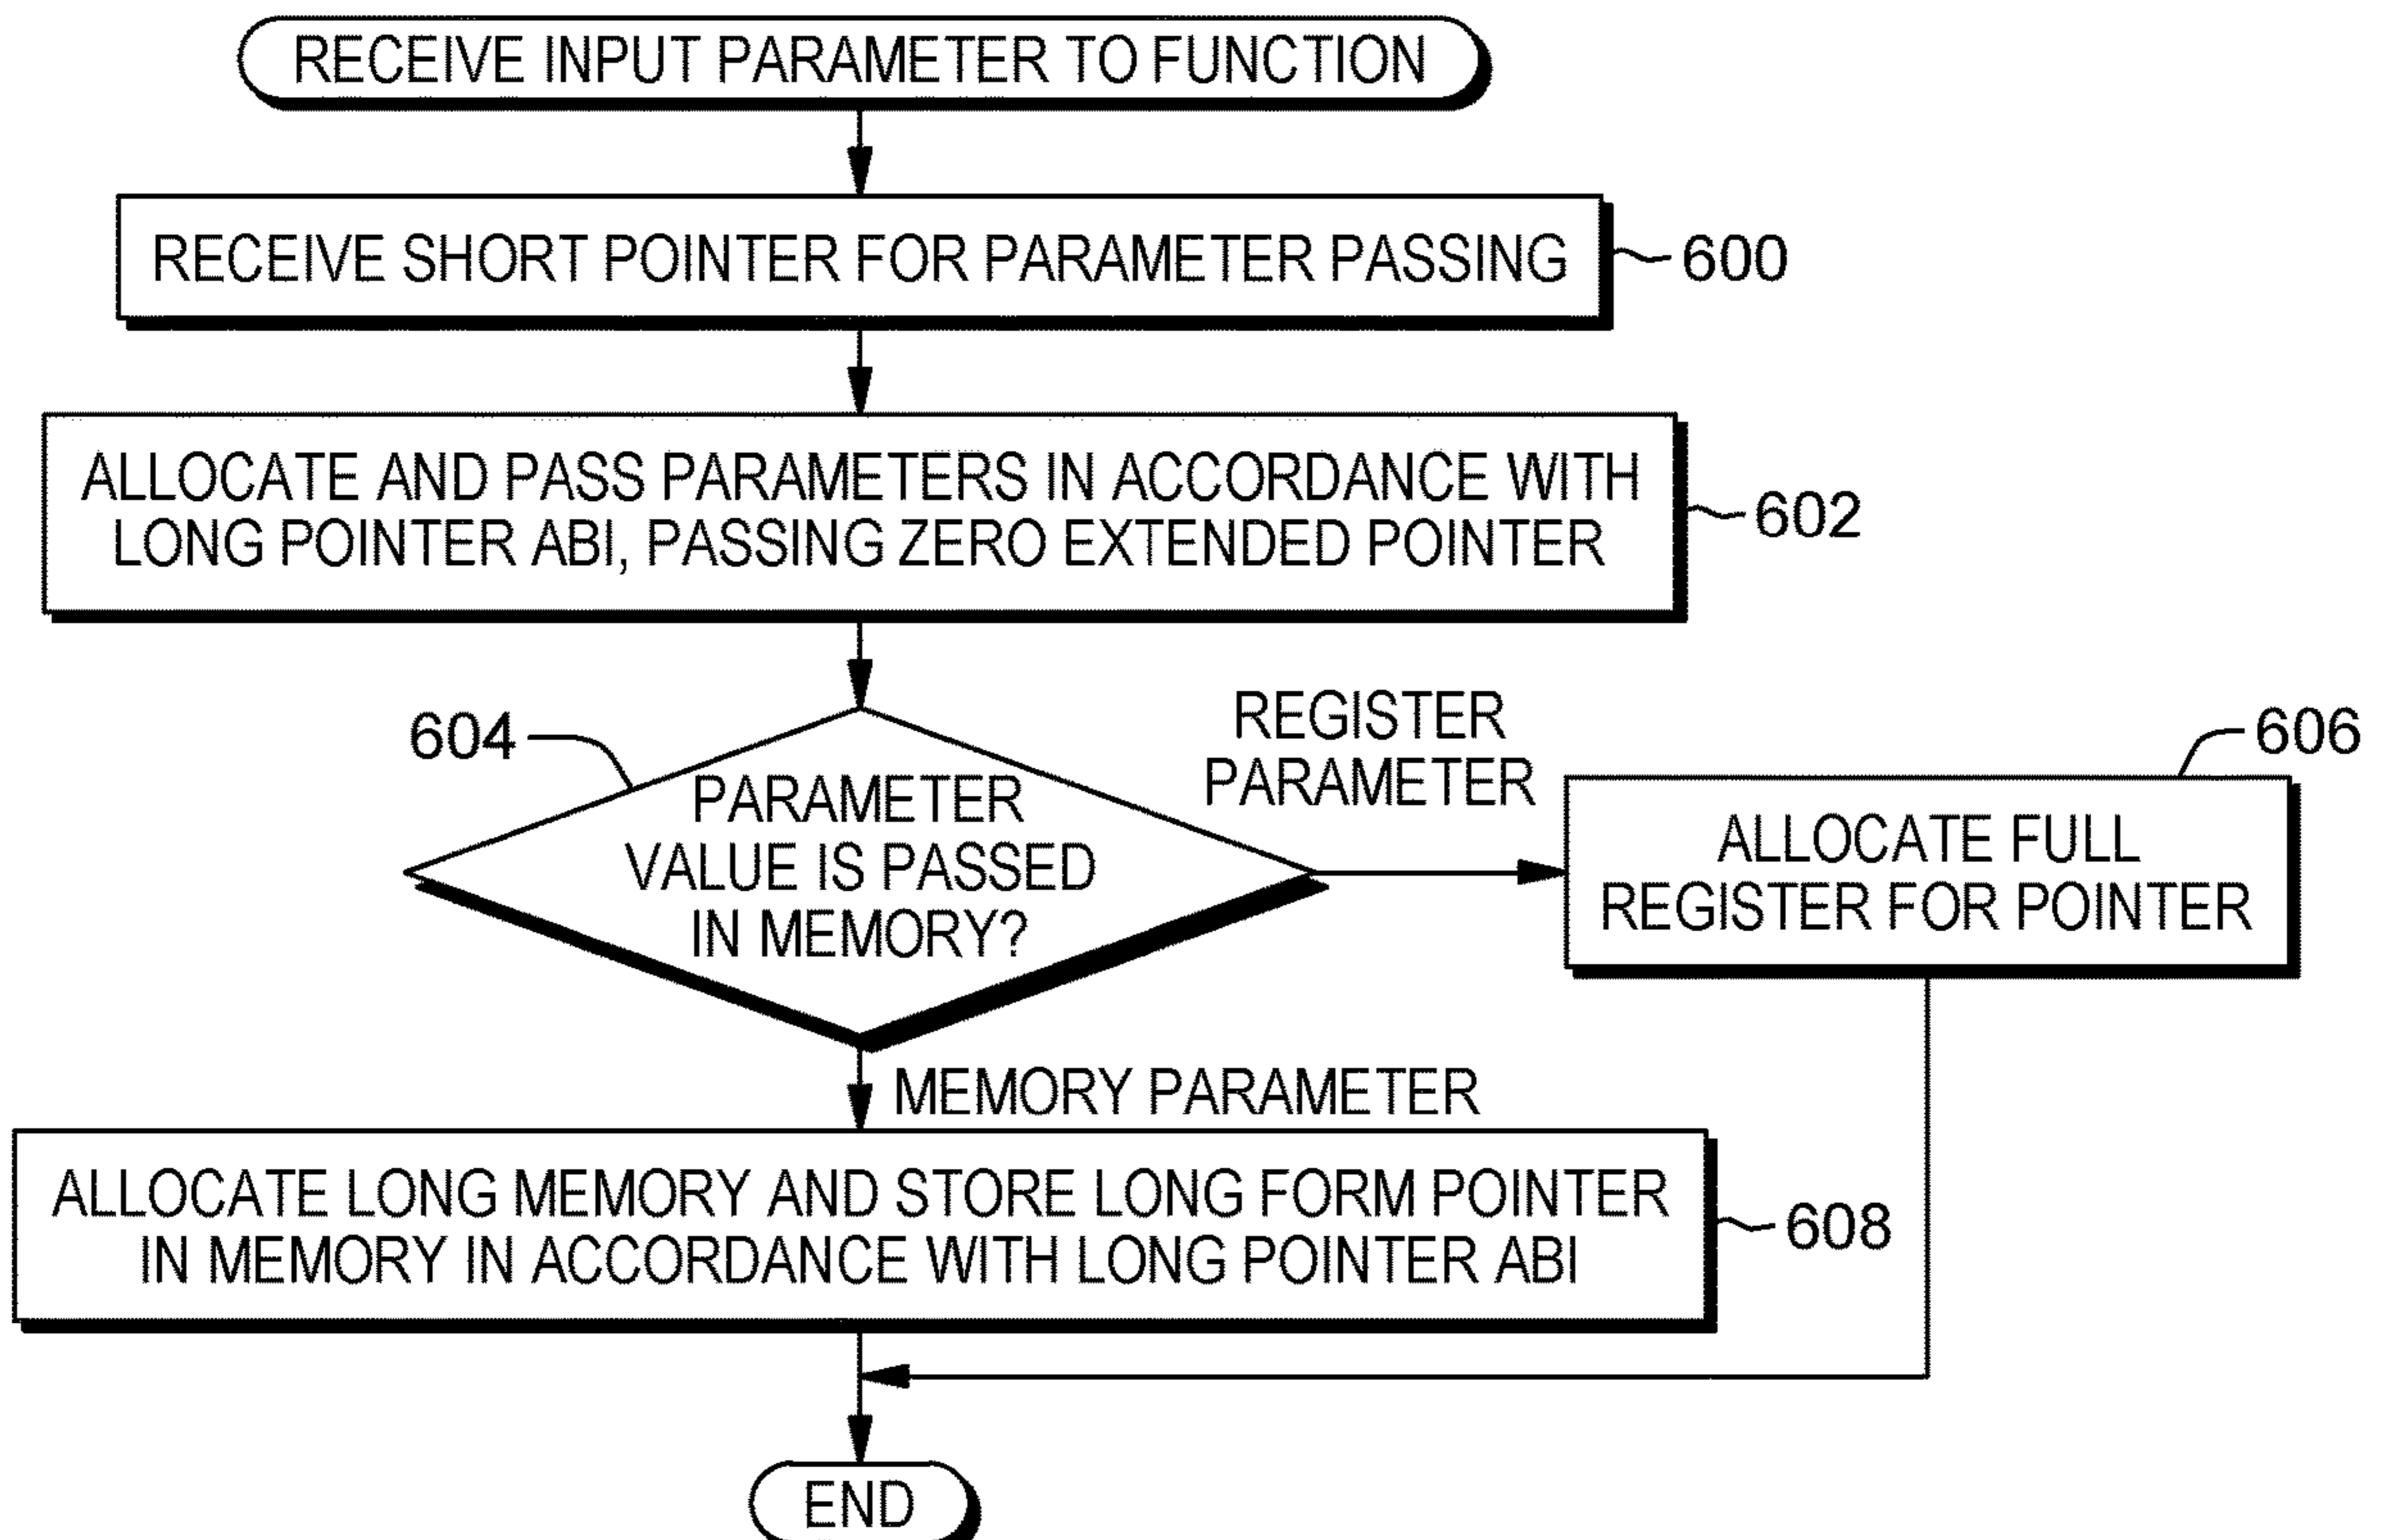 RECEIVE INPUT PARAMETER TO FUNCTION
RECEIVE SHORT POINTER FOR PARAMETER PASSING
600
ALLOCATE AND PASS PARAMETERS IN ACCORDANCE WITH
LONG POINTER ABI, PASSING ZERO EXTENDED POINTER
602
604
PARAMETER
VALUE IS PASSED
IN MEMORY?
REGISTER
PARAMETER
606
ALLOCATE FULL
REGISTER FOR POINTER
MEMORY PARAMETER
ALLOCATE LONG MEMORY AND STORE LONG FORM POINTER
IN MEMORY IN ACCORDANCE WITH LONG POINTER ABI
608
END